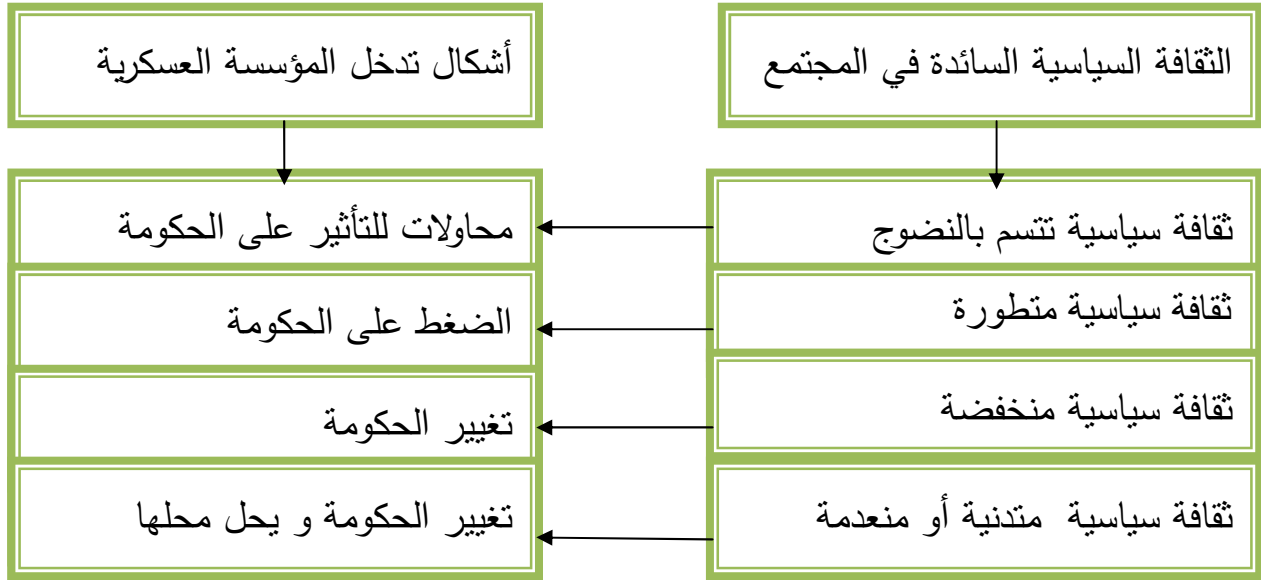 الثقافة السياسية السائدة في المجتمع
أشكال تدخل المؤسسة العسكرية
ثقافة سياسية تتسم بالنضوج
محاولات للتأثير على الحكومة
ثقافة سياسية متطورة
الضغط على الحكومة
ثقافة سياسية منخفضة
تغيير الحكومة
ثقافة سياسية متدنية أو منعدمة
تغيير الحكومة و يحل محلها